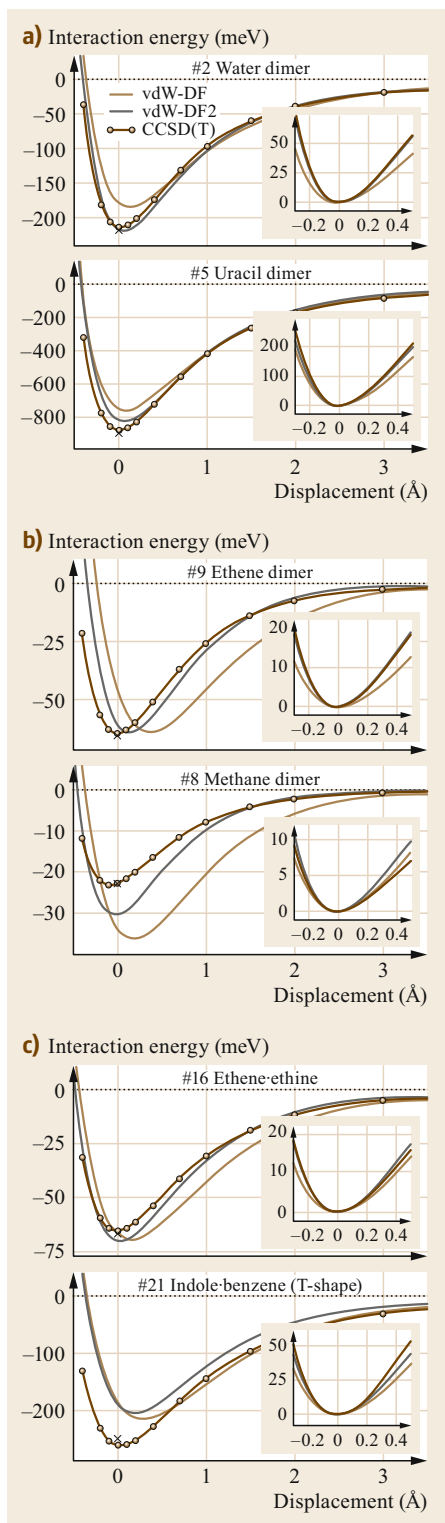 a) Interaction energy (meV)
#2 Water dimer
0
−50
−100
−150
−200
vdW-DF
vdW-DF2
CCSD(T)
50
25
0
−0.2 0 0.2 0.4
#5 Uracil dimer
0
−200
−400
−600
−800
200
100
0
−0.2 0 0.2 0.4
0 1 2 3
Displacement (Å)
b) Interaction energy (meV)
#9 Ethene dimer
0
−25
−50
20
10
0
−0.2 0 0.2 0.4
#8 Methane dimer
0
−10
−20
−30
10
5
0
−0.2 0 0.2 0.4
0 1 2 3
Displacement (Å)
c) Interaction energy (meV)
#16 Ethene·ethine
0
−25
−50
−75
20
10
0
−0.2 0 0.2 0.4
#21 Indole·benzene (T-shape)
0
−100
−200
50
25
0
−0.2 0 0.2 0.4
0 1 2 3
Displacement (Å)